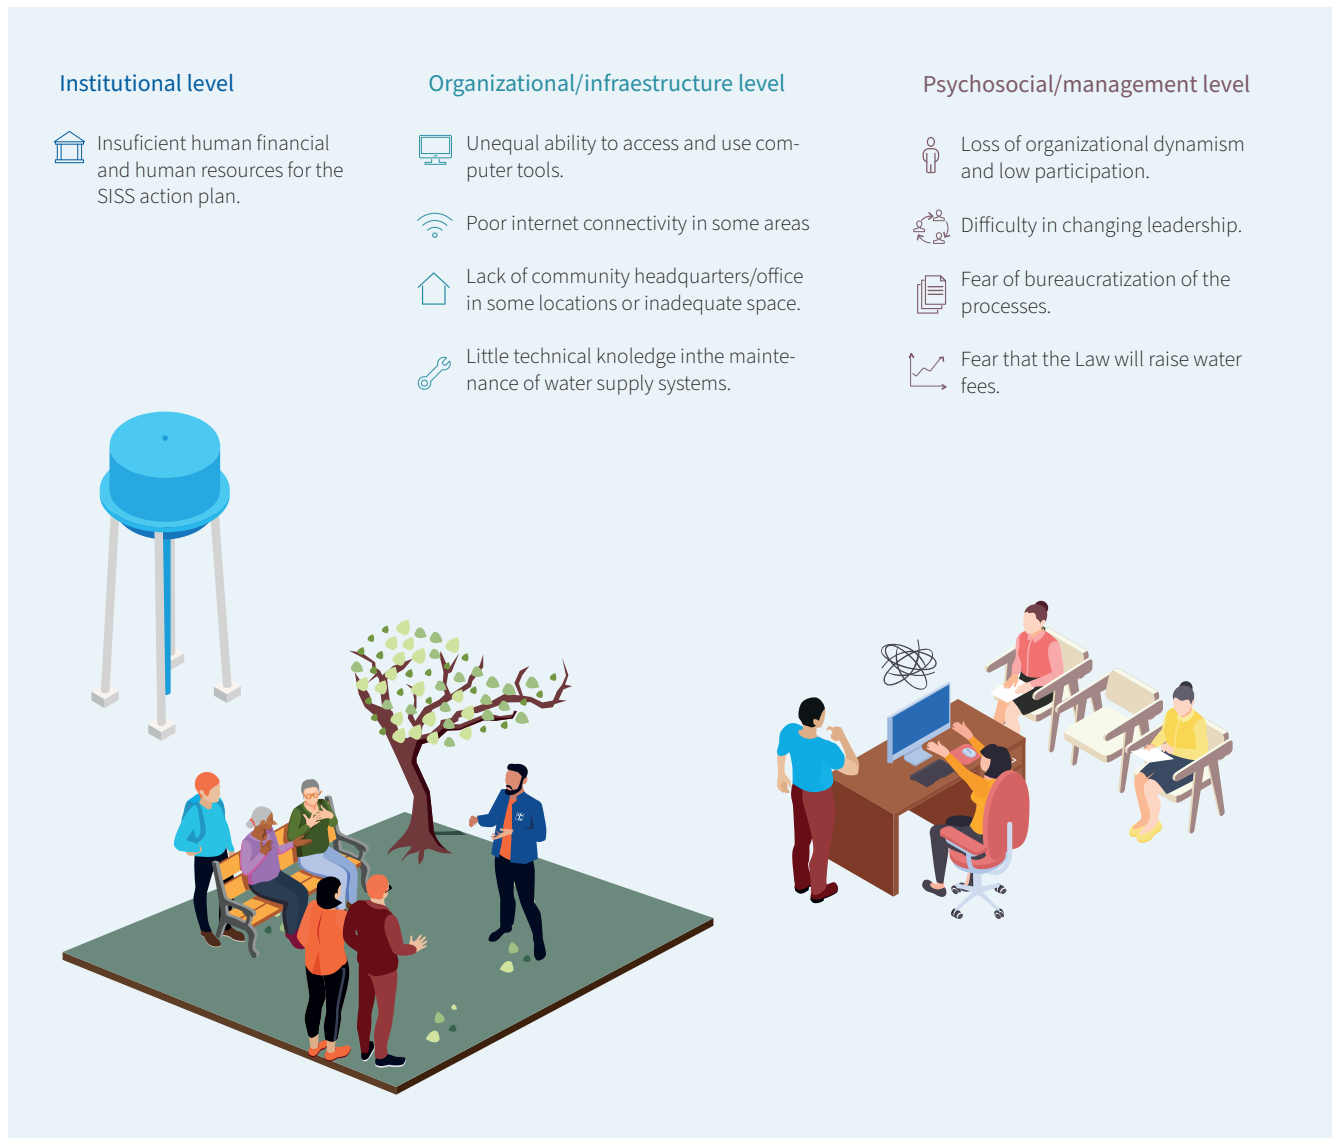 Institutional level
Insuficient human financial
and human resources for the
SISS action plan.
Organizational/infraestructure level
Unequal ability to access and use com-
puter tools.
Poor internet connectivity in some areas
Lack of community headquarters/office
in some locations or inadequate space.
Little technical knoledge inthe mainte-
nance of water supply systems.
Psychosocial/management level
Loss of organizational dynamism
and low participation.
Difficulty in changing leadership.
Fear of bureaucratization of the
processes.
Fear that the Law will raise water
fees.